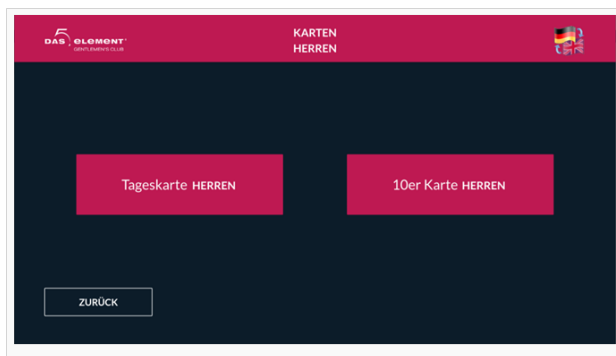 5
DAS ELEMENT
GENTLEMEN'S CLUB
KARTEN
HERREN
Tageskarte HERREN
10er Karte HERREN
ZURÜCK